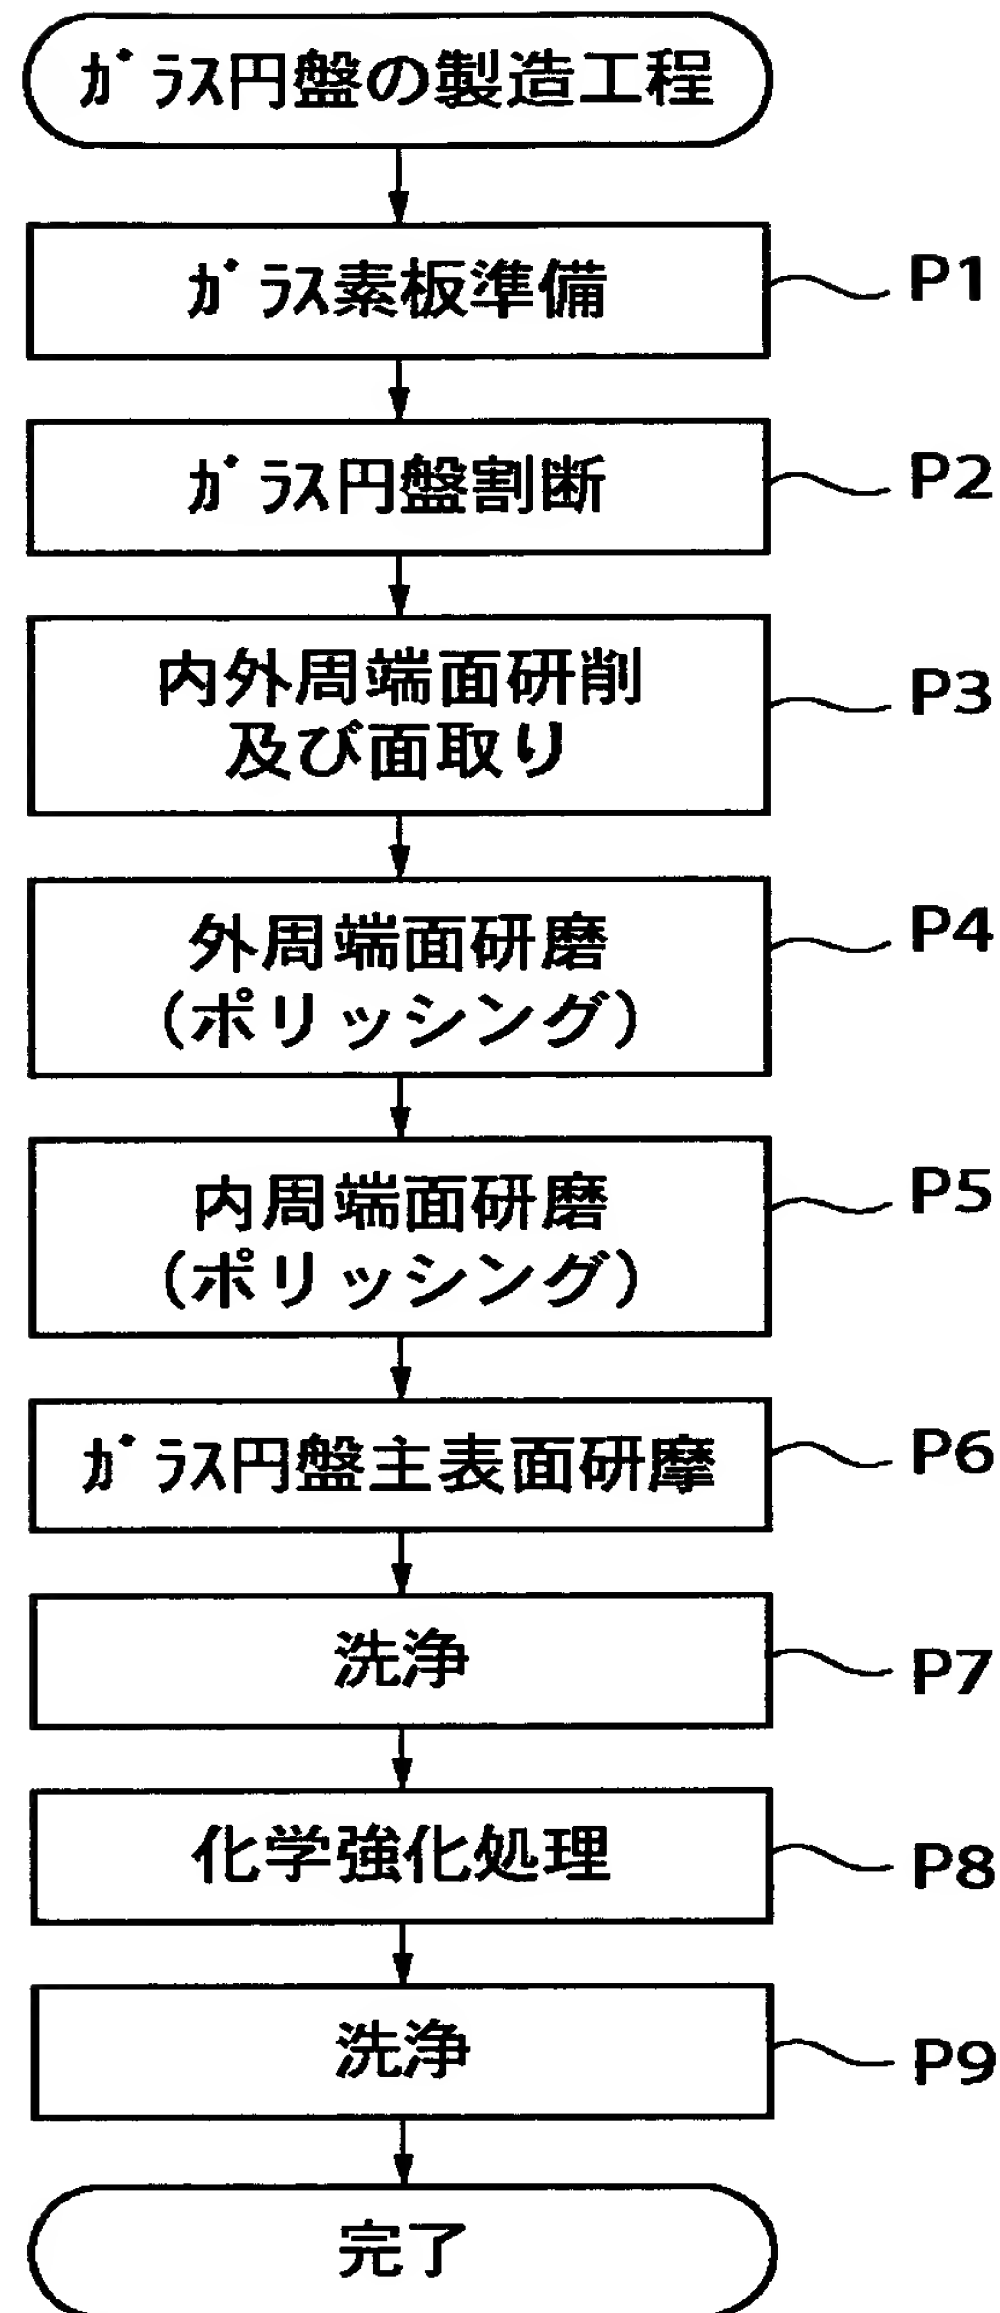 ｶﾞﾗｽ円盤の製造工程
ｶﾞﾗｽ素板準備
P1
ｶﾞﾗｽ円盤割断
P2
内外周端面研削
及び面取り
P3
外周端面研磨
(ポリッシング)
P4
内周端面研磨
(ポリッシング)
P5
ｶﾞﾗｽ円盤主表面研摩
P6
洗浄
P7
化学強化処理
P8
洗浄
P9
完了